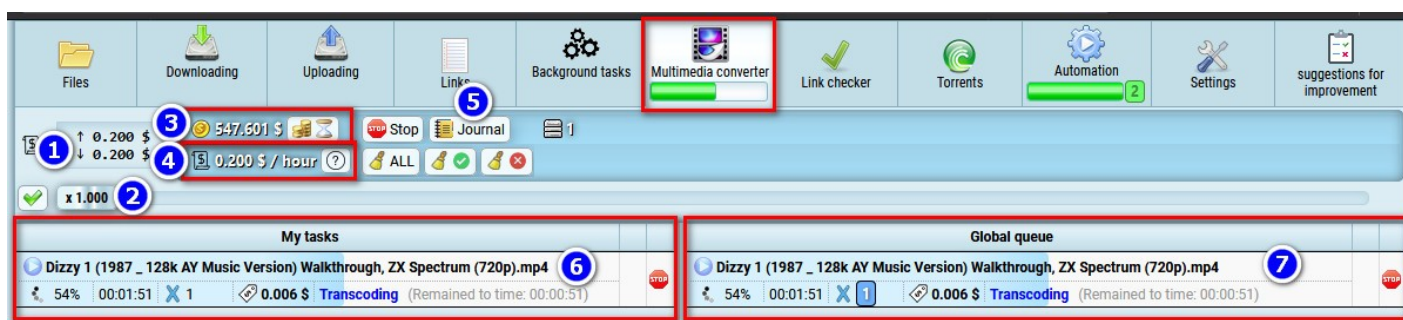 Files
Downloading
Uploading
Links
Background tasks
Multimedia converter
Link checker
Torrents
Automation
2
Settings
suggestions for
improvement
5
1
↑ 0.200 $
↓ 0.200 $
3
547.601 $
Stop
Journal
1
4
0.200 $ / hour ?
ALL
x 1.000
2
My tasks
Dizzy 1 (1987 _ 128k AY Music Version) Walkthrough, ZX Spectrum (720p).mp4
6
STOP
54% 00:01:51 X 1 0.006 $ Transcoding (Remained to time: 00:00:51)
Global queue
Dizzy 1 (1987 _ 128k AY Music Version) Walkthrough, ZX Spectrum (720p).mp4
7
STOP
54% 00:01:51 X 1 0.006 $ Transcoding (Remained to time: 00:00:51)